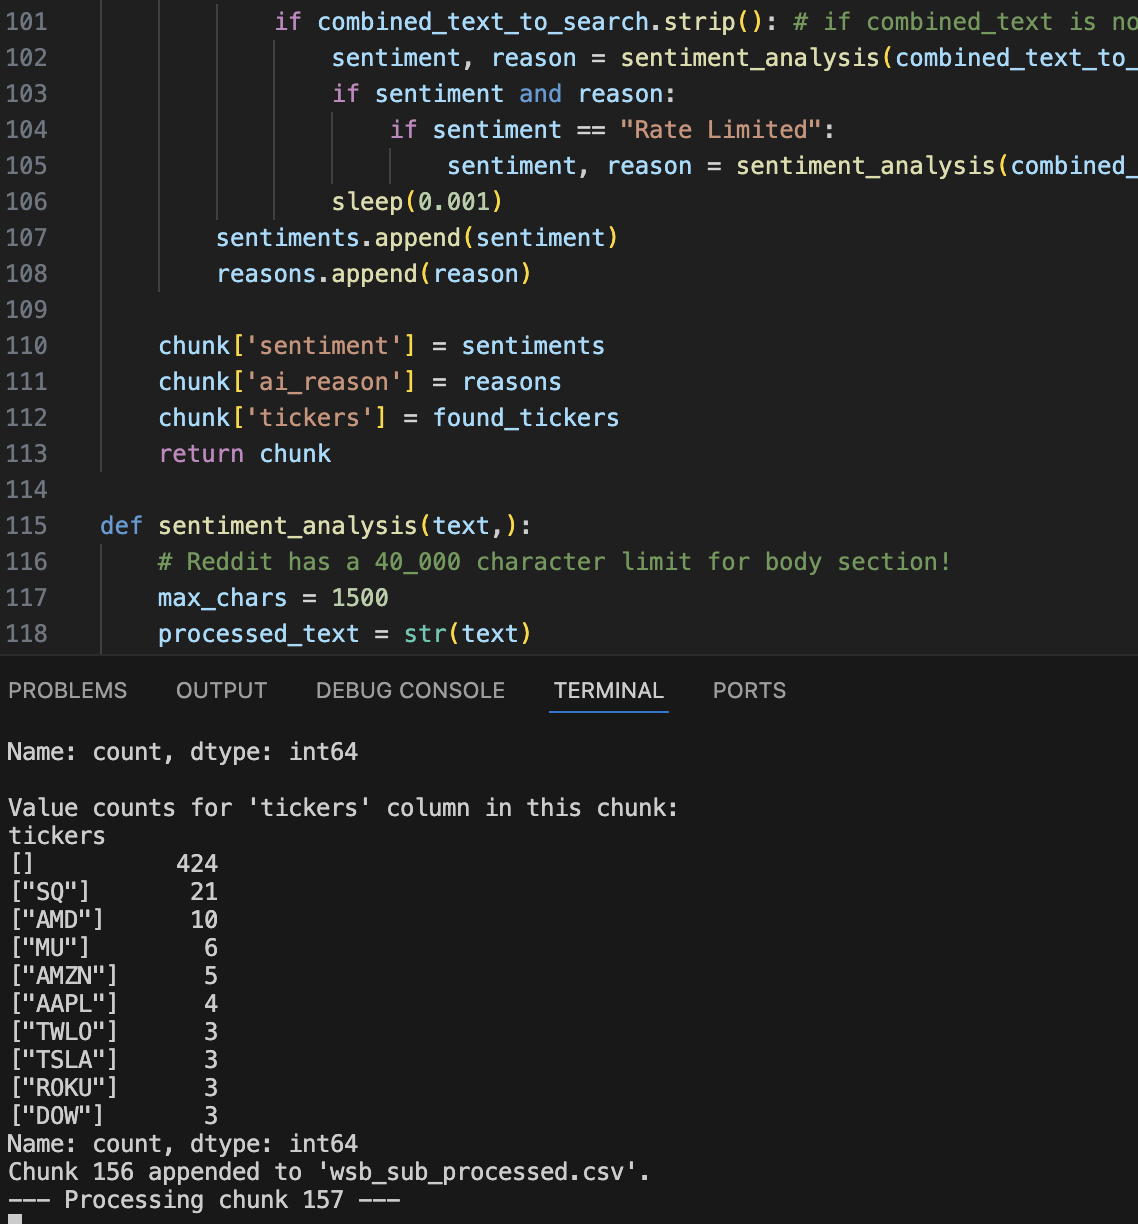 101 if combined_text_to_search.strip(): # if combined_text is no
102 sentiment, reason = sentiment_analysis(combined_text_to_
103 if sentiment and reason:
104 if sentiment == "Rate Limited":
105 sentiment, reason = sentiment_analysis(combined_
106 sleep(0.001)
107 sentiments.append(sentiment)
108 reasons.append(reason)
109
110 chunk['sentiment'] = sentiments
111 chunk['ai_reason'] = reasons
112 chunk['tickers'] = found_tickers
113 return chunk
114
115 def sentiment_analysis(text,):
116 # Reddit has a 40_000 character limit for body section!
117 max_chars = 1500
118 processed_text = str(text)
PROBLEMS OUTPUT DEBUG CONSOLE TERMINAL PORTS
Name: count, dtype: int64
Value counts for 'tickers' column in this chunk:
tickers
[] 424
["SQ"] 21
["AMD"] 10
["MU"] 6
["AMZN"] 5
["AAPL"] 4
["TWLO"] 3
["TSLA"] 3
["ROKU"] 3
["DOW"] 3
Name: count, dtype: int64
Chunk 156 appended to 'wsb_sub_processed.csv'.
--- Processing chunk 157 ---